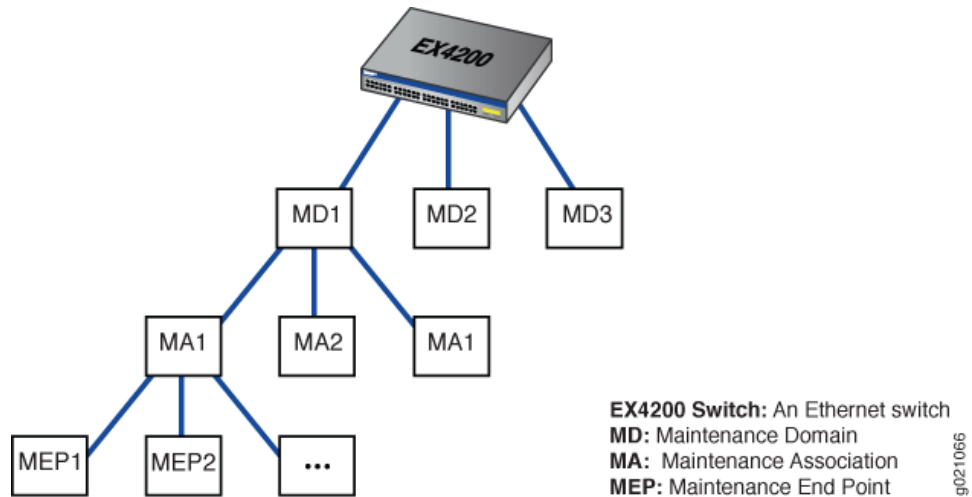 EX4200
MD1 MD2 MD3
MA1 MA2 MA1
MEP1 MEP2 ...
EX4200 Switch: An Ethernet switch
MD: Maintenance Domain
MA: Maintenance Association
MEP: Maintenance End Point
g021066